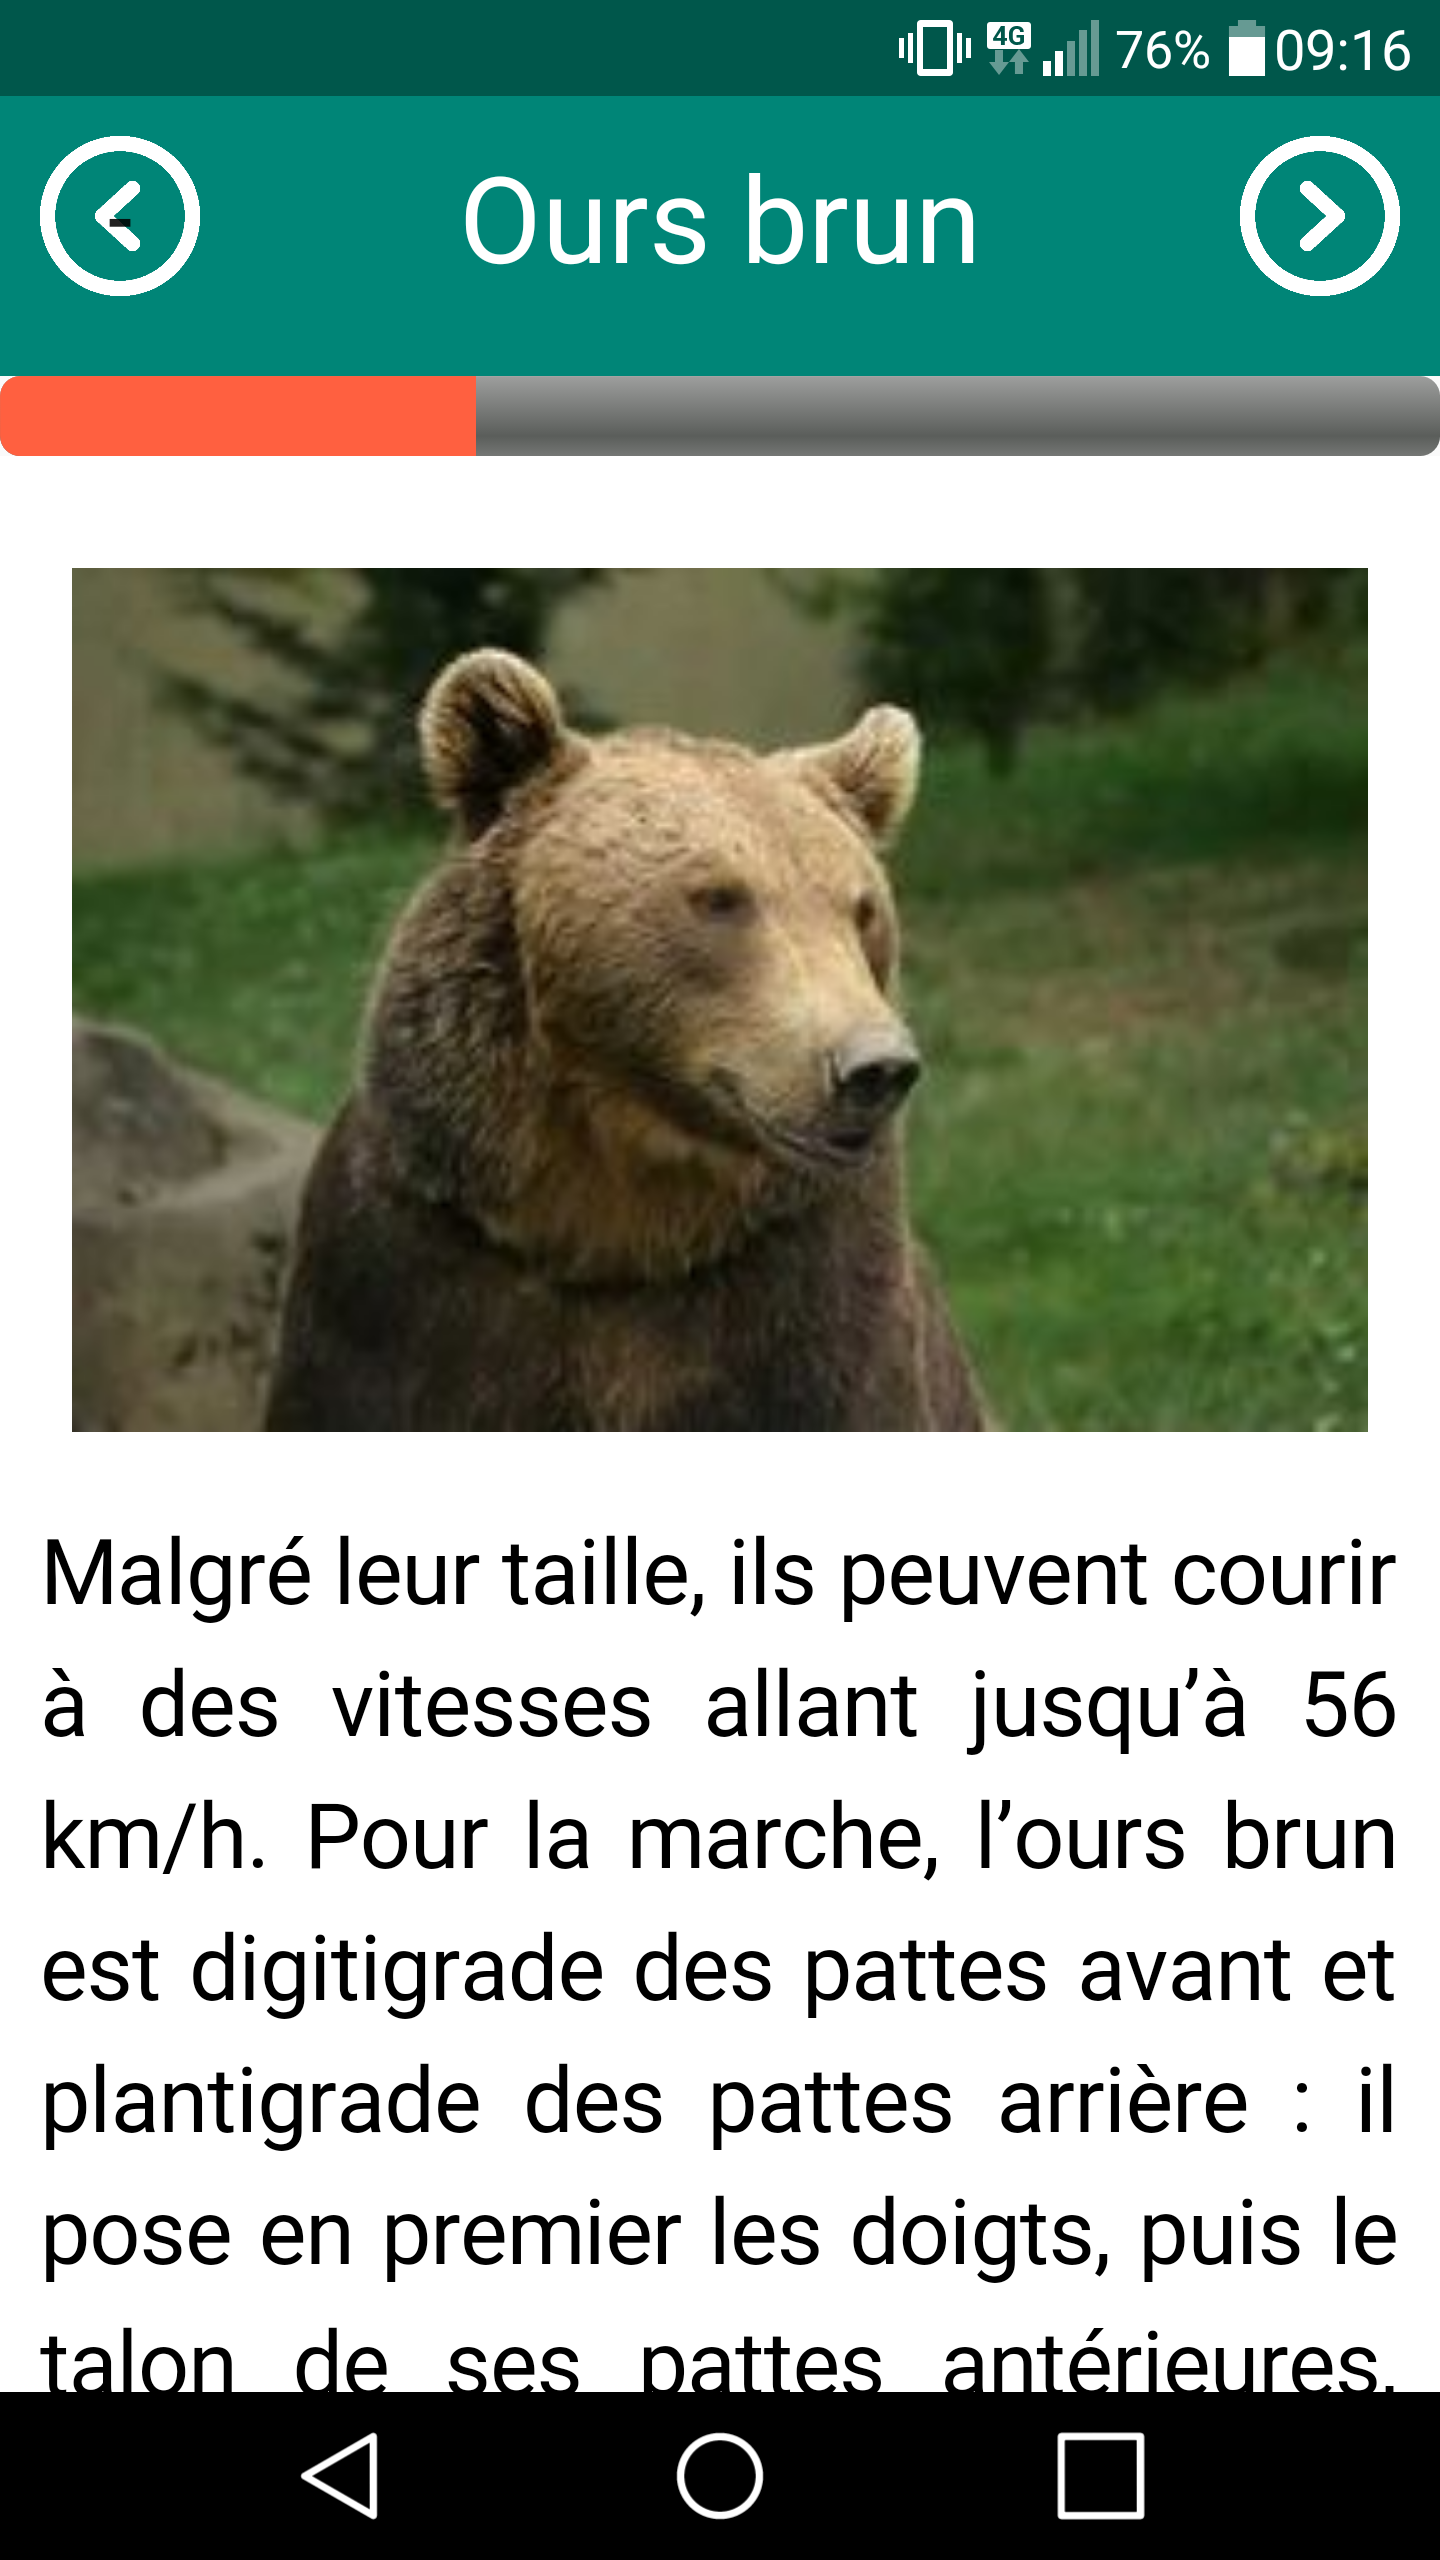 4G 76% 09:16
Ours brun
Malgré leur taille, ils peuvent courir
à des vitesses allant jusqu’à 56
km/h. Pour la marche, l’ours brun
est digitigrade des pattes avant et
plantigrade des pattes arrière : il
pose en premier les doigts, puis le
talon de ses pattes antérieures,